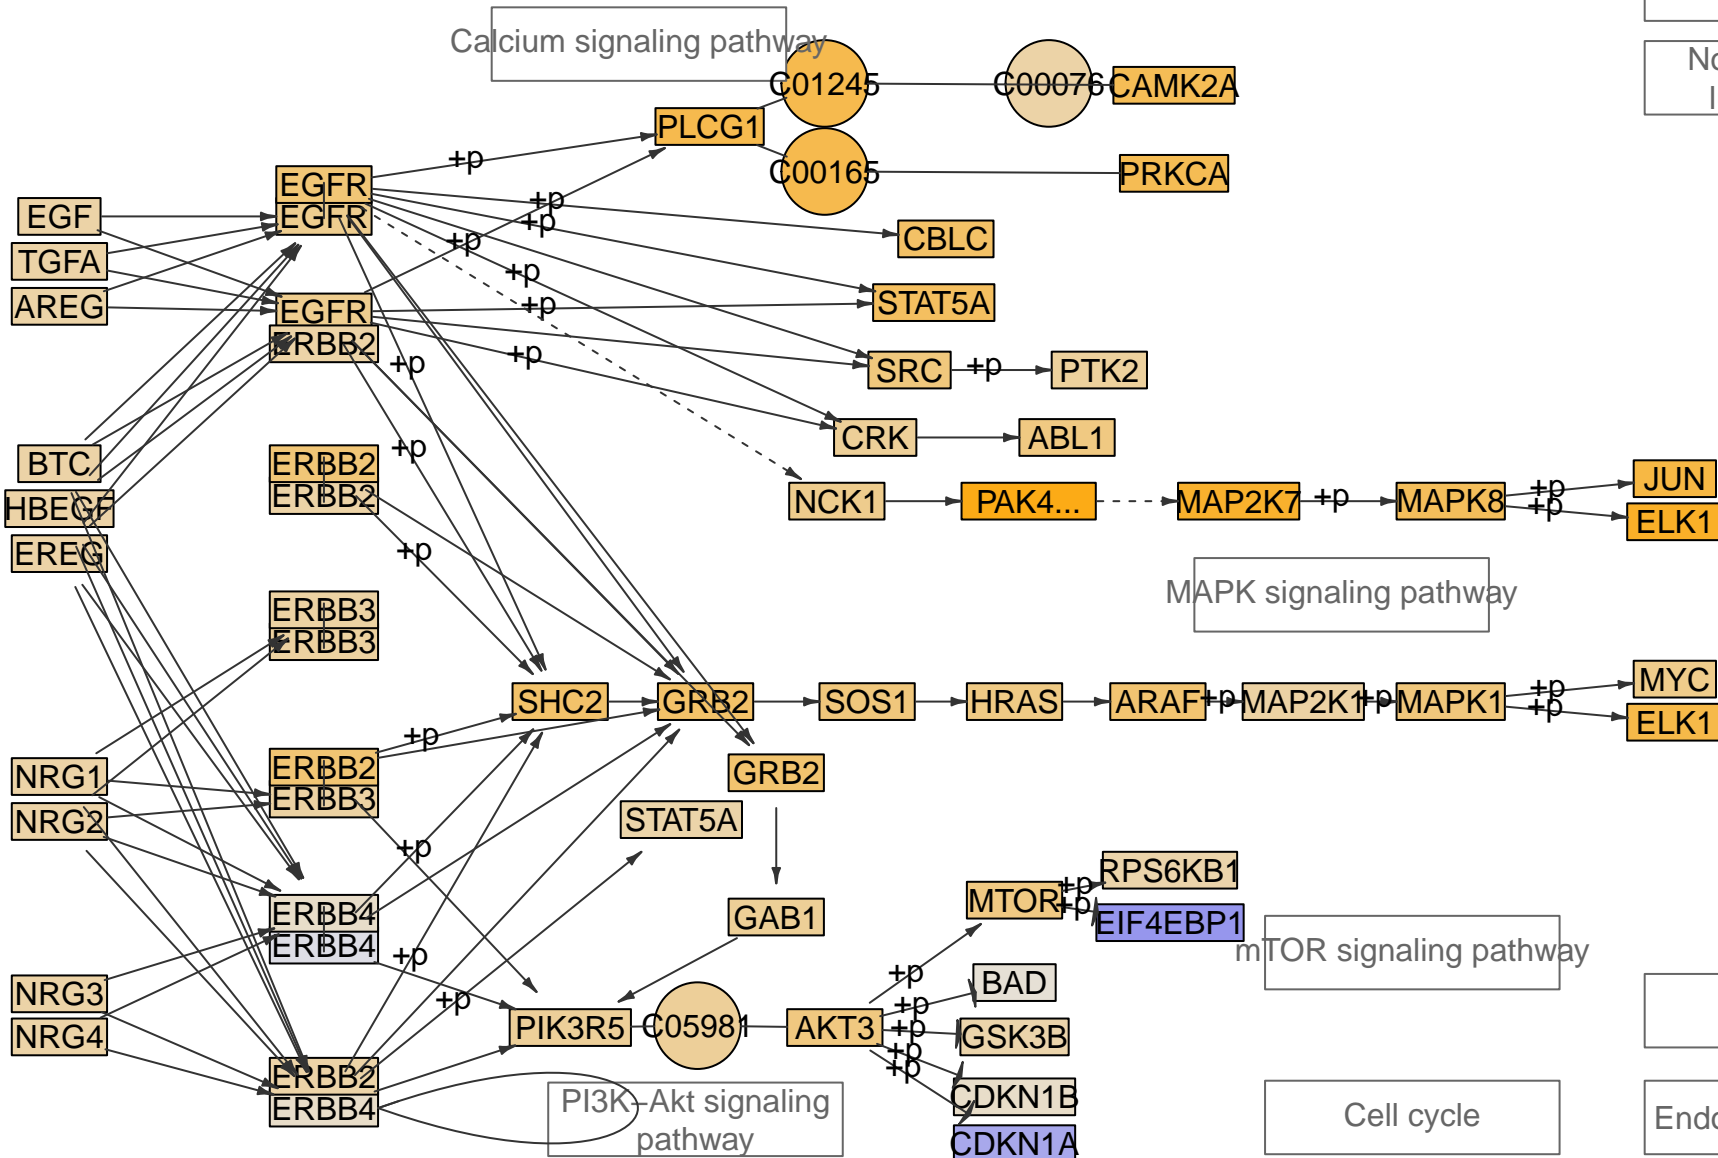 Calcium signaling pathway
No
C01245
C00076
CAMK2A
PLCG1
+p
C00165
PRKCA
EGFR
EGFR
+p
+p
EGF
TGFA
AREG
CBLC
+p
+p
STAT5A
EGFR
+p
ERBB2
+p
+p
SRC
+p
PTK2
CRK
ABL1
+p
BTC
ERBB2
ERBB2
HBEGF
NCK1
PAK4...
MAP2K7
+p
MAPK8
+p
+p
JUN
ELK1
EREG
+p
MAPK signaling pathway
ERBB3
ERBB3
SHC2
GRB2
SOS1
HRAS
ARAF
+p
MAP2K1
+p
MAPK1
+p
+p
MYC
ELK1
+p
NRG1
NRG2
ERBB2
ERBB3
GRB2
STAT5A
+p
ERBB4
ERBB4
GAB1
MTOR
+p
+p
RPS6KB1
EIF4EBP1
mTOR signaling pathway
+p
+p
NRG3
NRG4
+p
BAD
PIK3R5
C05981
AKT3
+p
+p
+p
+p
GSK3B
ERBB2
ERBB4
CDKN1B
CDKN1A
PI3K–Akt signaling
pathway
Cell cycle
Endo